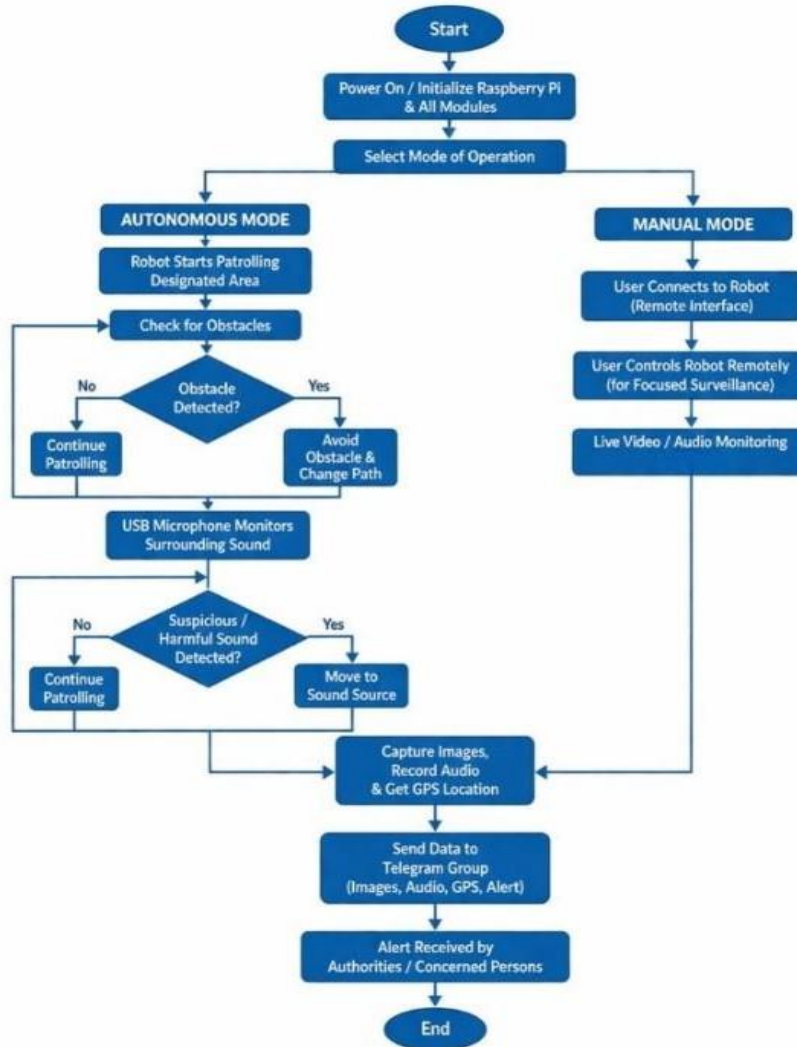 Start
Power On / Initialize Raspberry Pi
& All Modules
Select Mode of Operation
AUTONOMOUS MODE
Robot Starts Patrolling
Designated Area
Check for Obstacles
Obstacle
Detected?
No
Yes
Continue
Patrolling
Avoid
Obstacle &
Change Path
USB Microphone Monitors
Surrounding Sound
Suspicious /
Harmful Sound
Detected?
No
Yes
Continue
Patrolling
Move to
Sound Source
MANUAL MODE
User Connects to Robot
(Remote Interface)
User Controls Robot Remotely
(for Focused Surveillance)
Live Video / Audio Monitoring
Capture Images,
Record Audio
& Get GPS Location
Send Data to
Telegram Group
(Images, Audio, GPS, Alert)
Alert Received by
Authorities / Concerned Persons
End